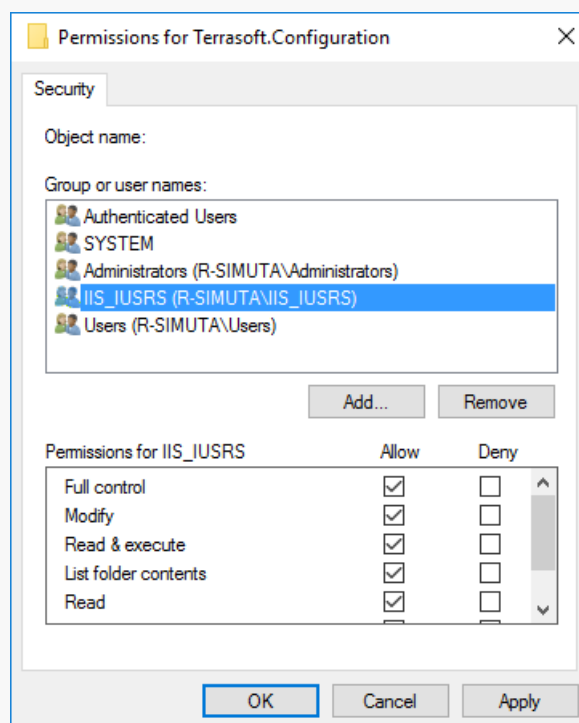 Permissions for Terrasoft.Configuration
Security
Object name:
Group or user names:
Authenticated Users
SYSTEM
Administrators (R-SIMUTA\Administrators)
IIS_IUSRS (R-SIMUTA\IIS_IUSRS)
Users (R-SIMUTA\Users)
Add... Remove
Permissions for IIS_IUSRS Allow Deny
Full control
Modify
Read & execute
List folder contents
Read
OK Cancel Apply